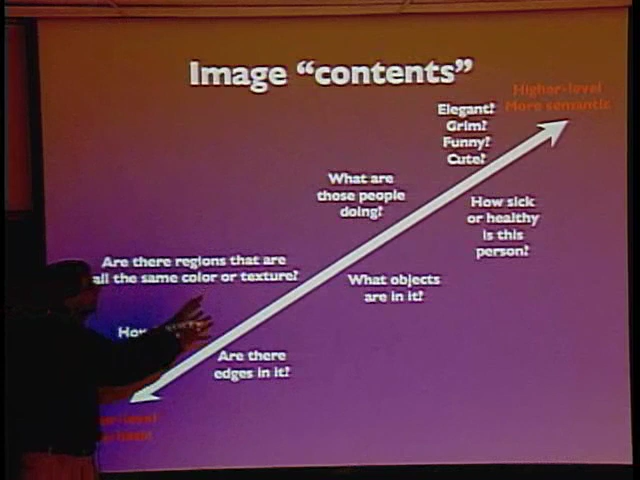 Image “contents”
Higher-level
More semantic
Elegant?
Grim?
Funny?
Cute?
What are
those people
doing?
How sick
or healthy
is this
person?
Are there regions that are
all the same color or texture?
What objects
are in it?
Are there
edges in it?